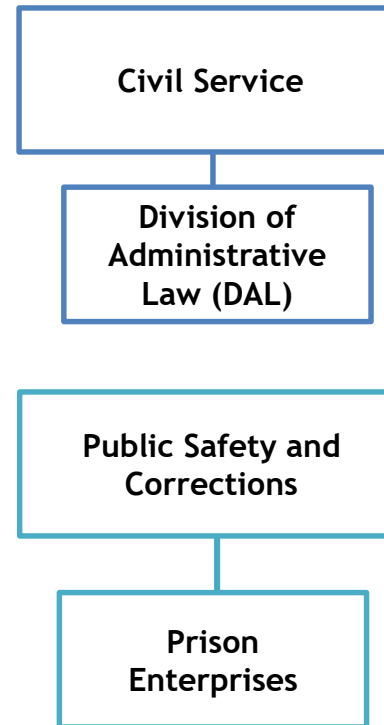 Civil Service
Division of
Administrative
Law (DAL)
Public Safety and
Corrections
Prison
Enterprises